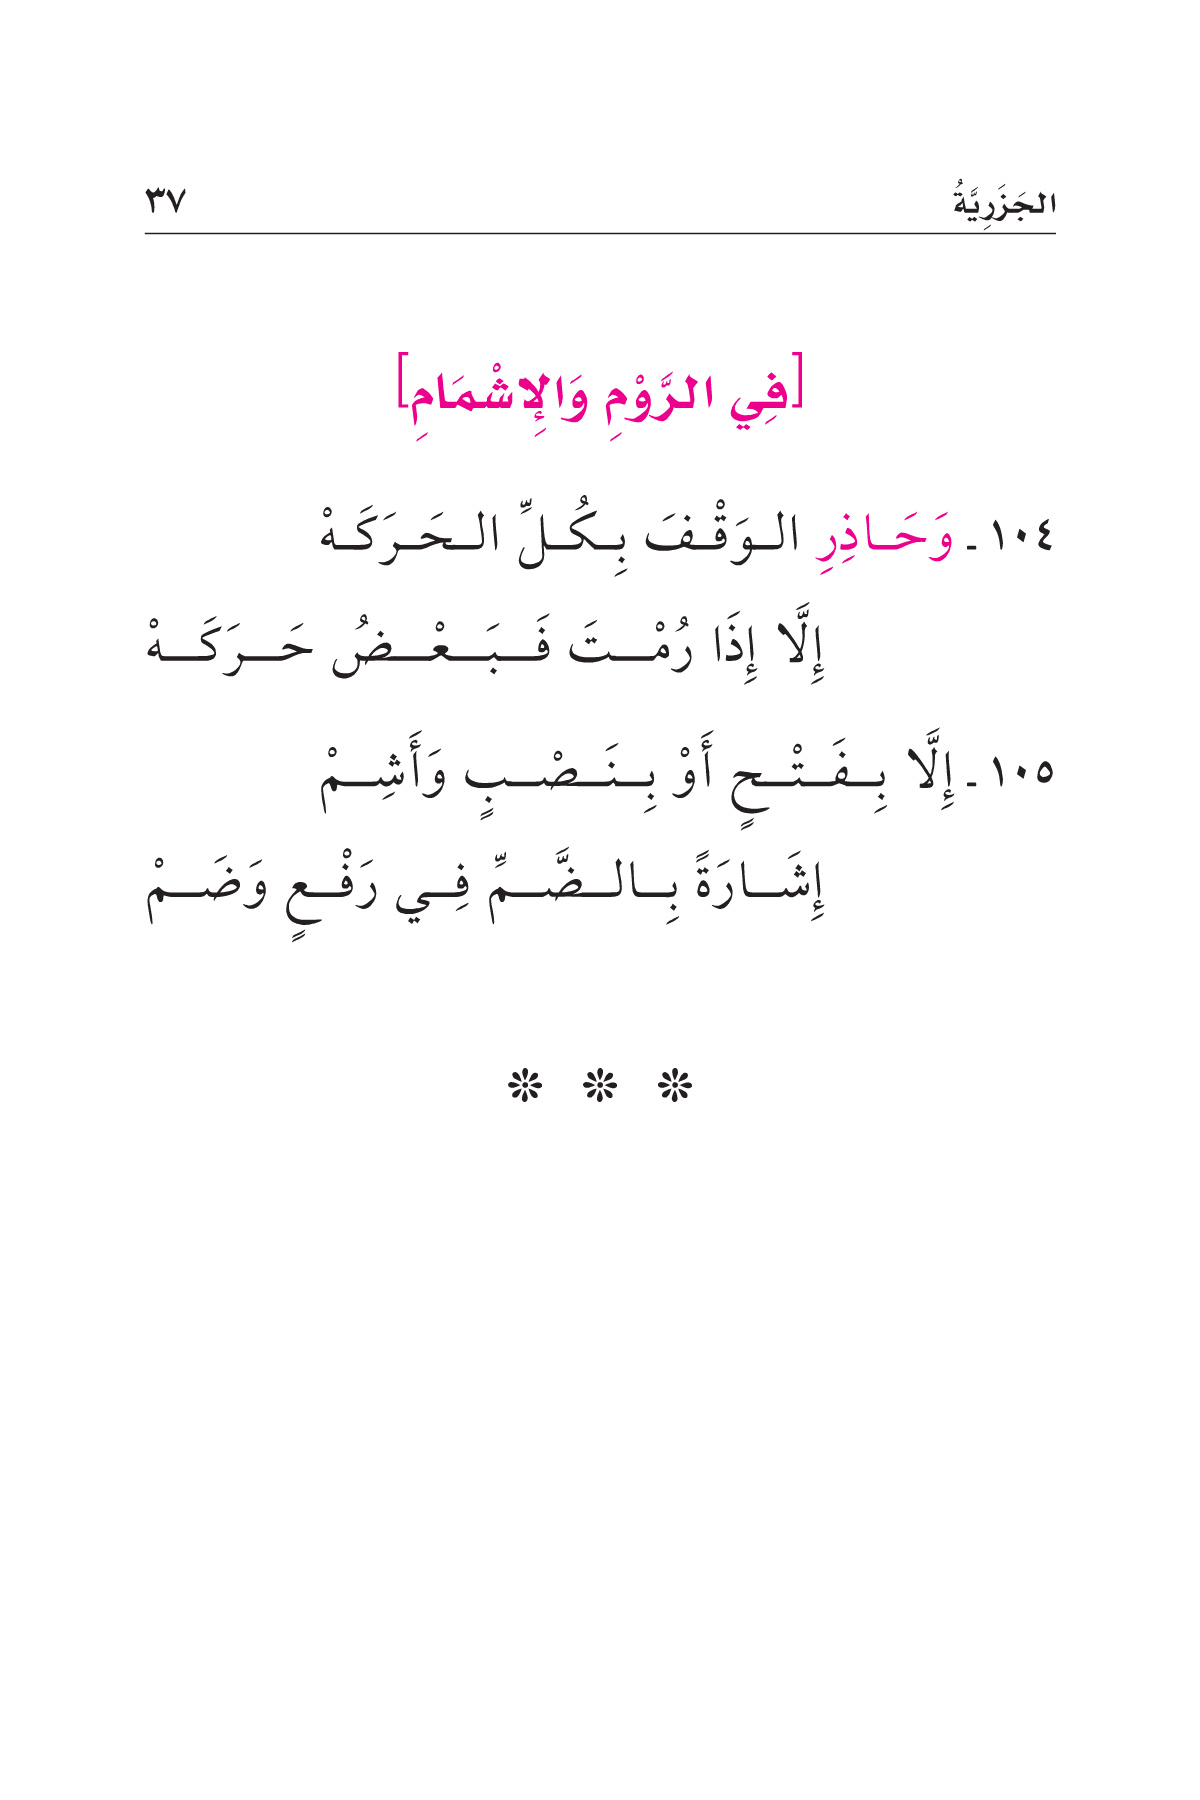 الجَزَرِيَّةُ ٣٧
[فِي الرَّوْمِ وَالإِشْمَامِ]
١٠٤ ـ وَحَاذِرِ الوَقْفَ بِكُلِّ الحَرَكَهْ
إِلَّا إِذَا رُمْتَ فَبَعْضُ حَرَكَهْ
١٠٥ ـ إِلَّا بِفَتْحٍ أَوْ بِنَصْبٍ وَأَشِمْ
إِشَارَةً بِالضَّمِّ فِي رَفْعٍ وَضَمْ